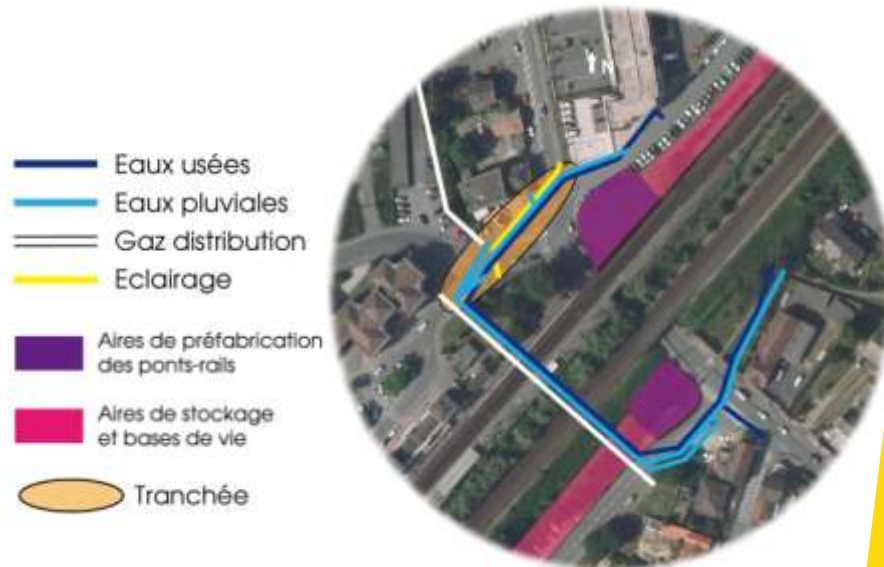 N
Eaux usées
Eaux pluviales
Gaz distribution
Eclairage
Aires de préfabrication
des ponts-rails
Aires de stockage
et bases de vie
Tranchée